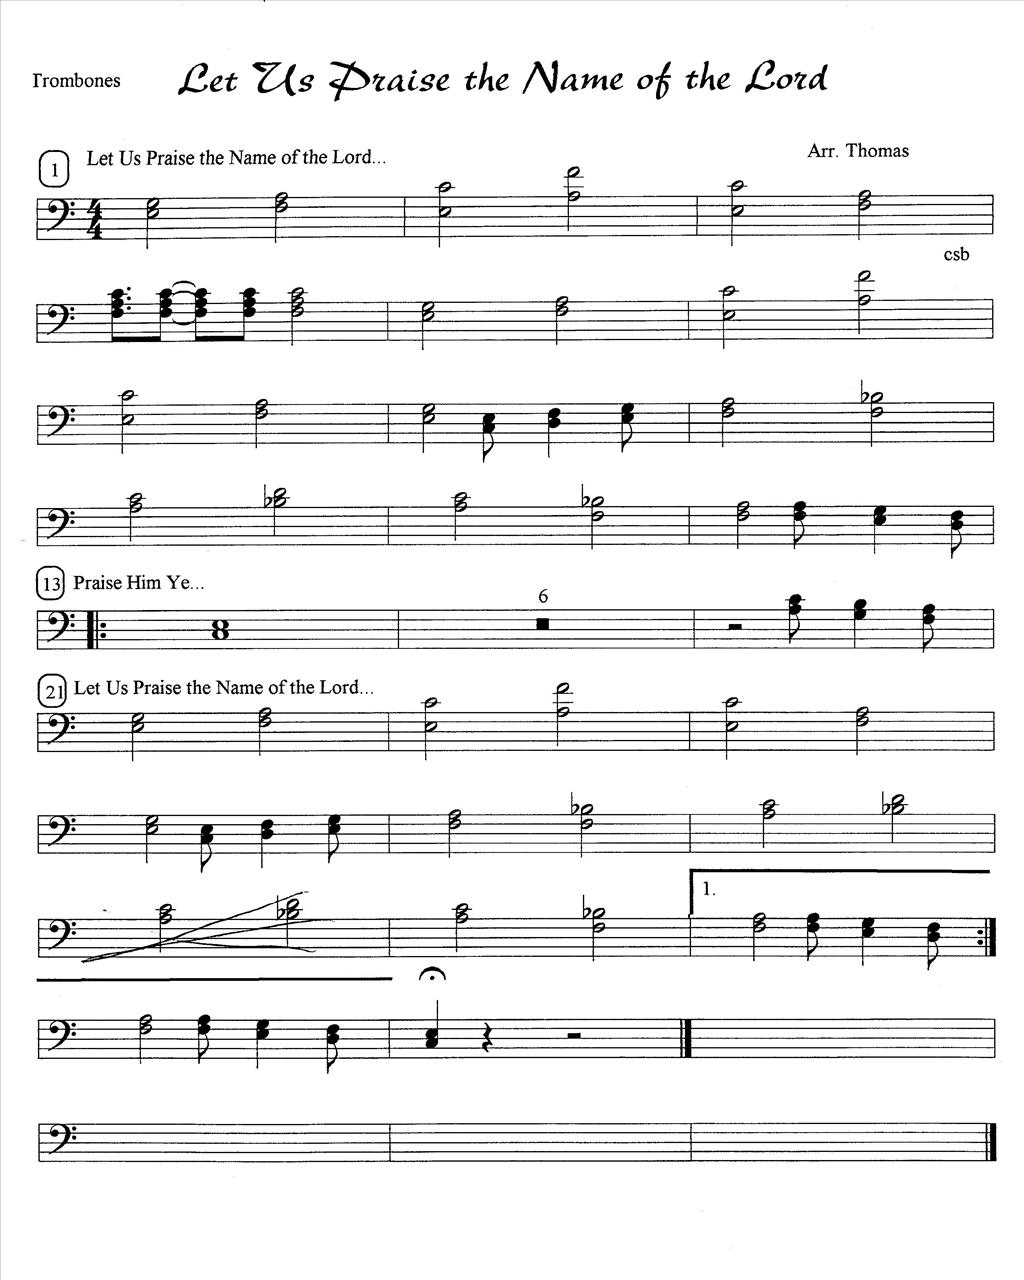 Trombones
Let Us Praise the Name of the Lord
1 Let Us Praise the Name of the Lord...
Arr. Thomas
4
4
csb
13 Praise Him Ye...
6
21 Let Us Praise the Name of the Lord...
1.